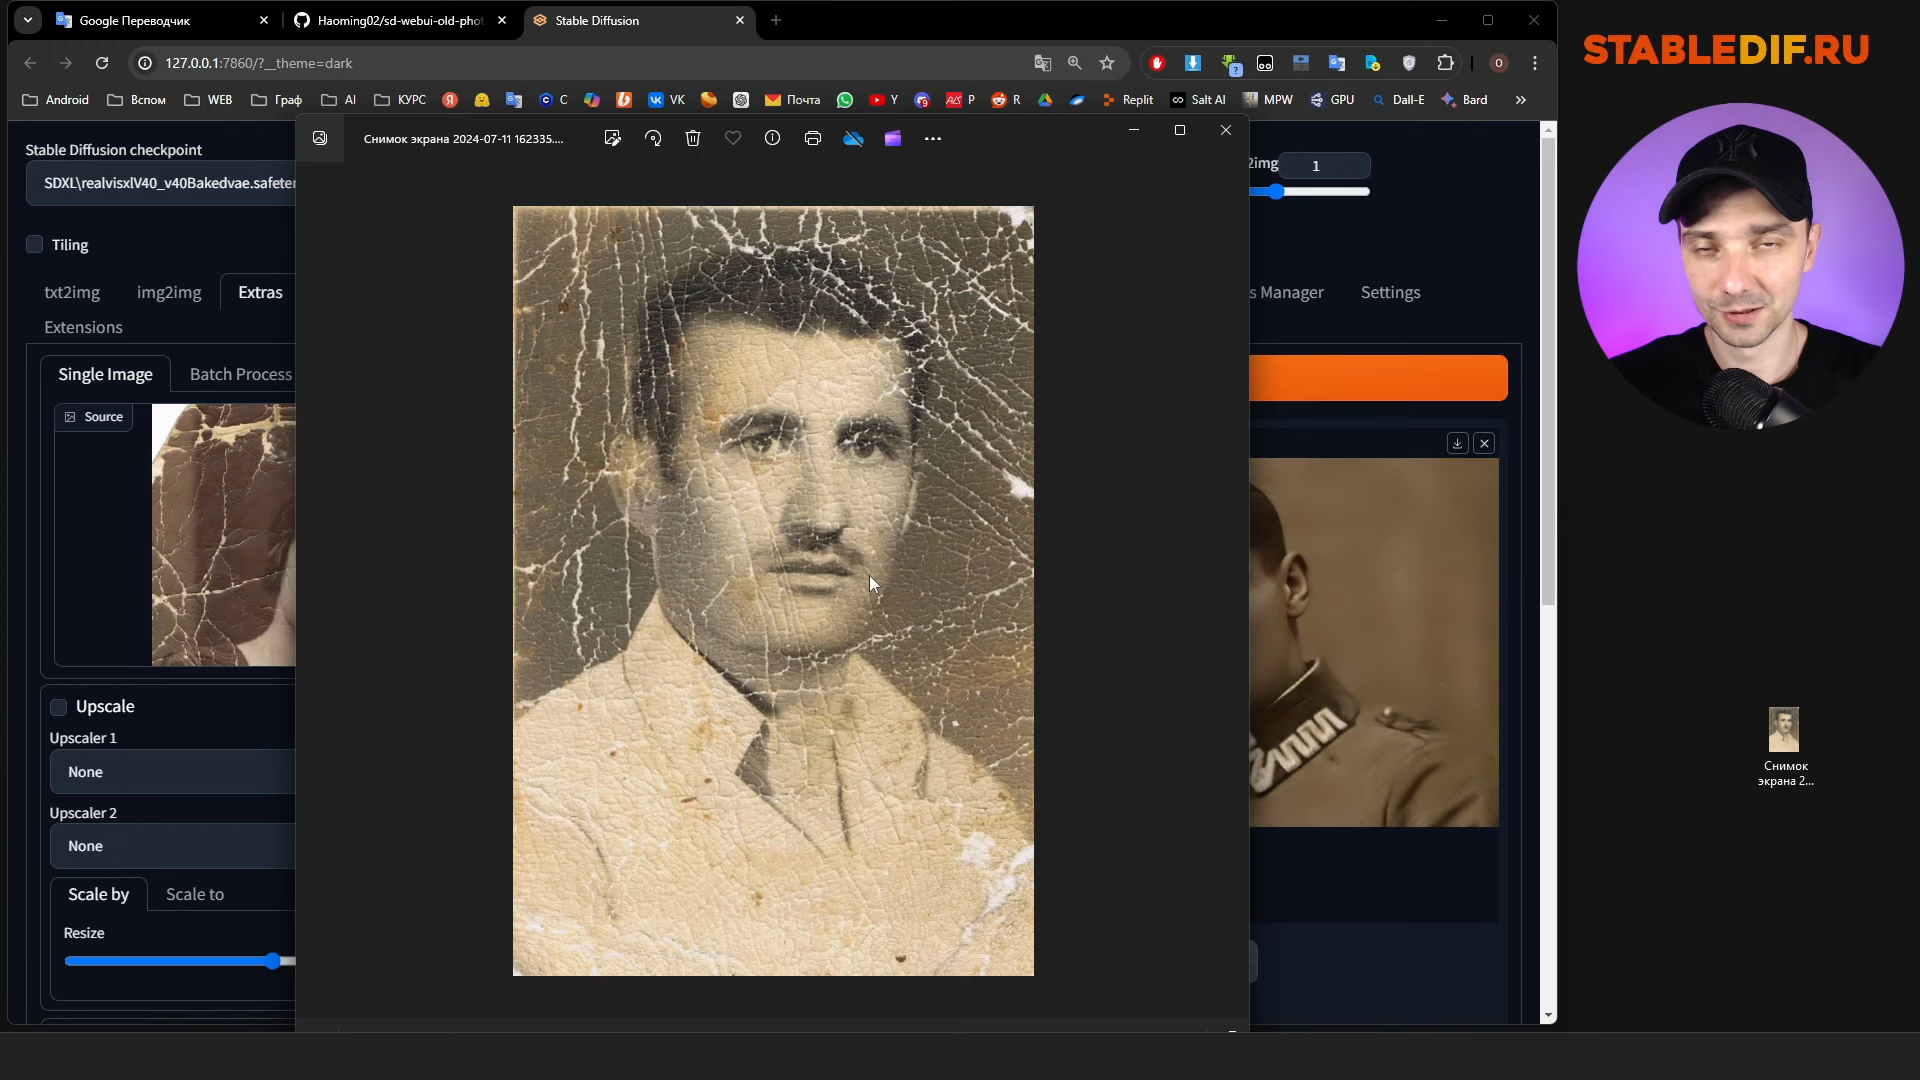 Google Переводчик
Haoming02/sd-webui-old-phot
Stable Diffusion
STABLEDIF.RU
127.0.0.1:7860/?__theme=dark
Android
Вспом
WEB
Граф
AI
КУРС
C
VK
Почта
Y
P
R
Replit
Salt AI
MPW
GPU
Dall-E
Bard
Снимок экрана 2024-07-11 162335....
Stable Diffusion checkpoint
SDXL\realvisxlV40_v40Bakedvae.safeten
2img
1
Tiling
txt2img
img2img
Extras
s Manager
Settings
Extensions
Single Image
Batch Process
Source
Upscale
Upscaler 1
None
Upscaler 2
None
Scale by
Scale to
Resize
Снимок
экрана 2...